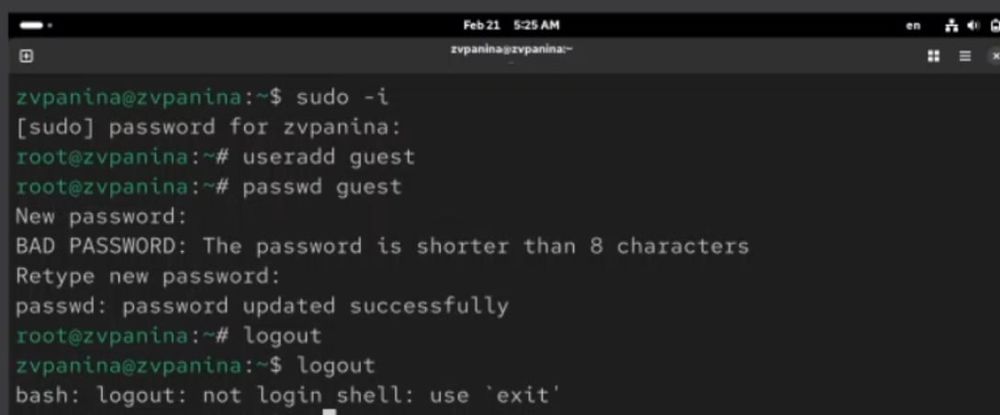 Feb 21 5:25 AM
en
zvpanina@zvpanina:~
zvpanina@zvpanina:~$ sudo -i
[sudo] password for zvpanina:
root@zvpanina:~# useradd guest
root@zvpanina:~# passwd guest
New password:
BAD PASSWORD: The password is shorter than 8 characters
Retype new password:
passwd: password updated successfully
root@zvpanina:~# logout
zvpanina@zvpanina:~$ logout
bash: logout: not login shell: use `exit'